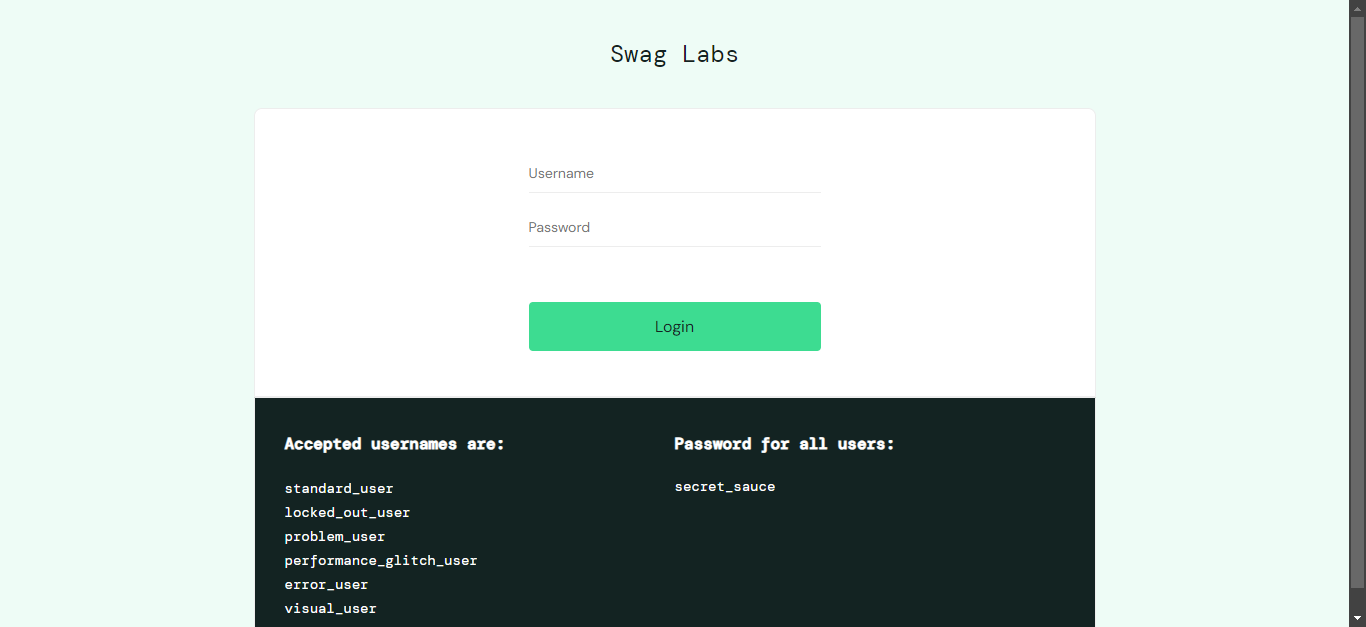 Swag Labs
Username
Password
Login
Accepted usernames are:
standard_user
locked_out_user
problem_user
performance_glitch_user
error_user
visual_user
Password for all users:
secret_sauce